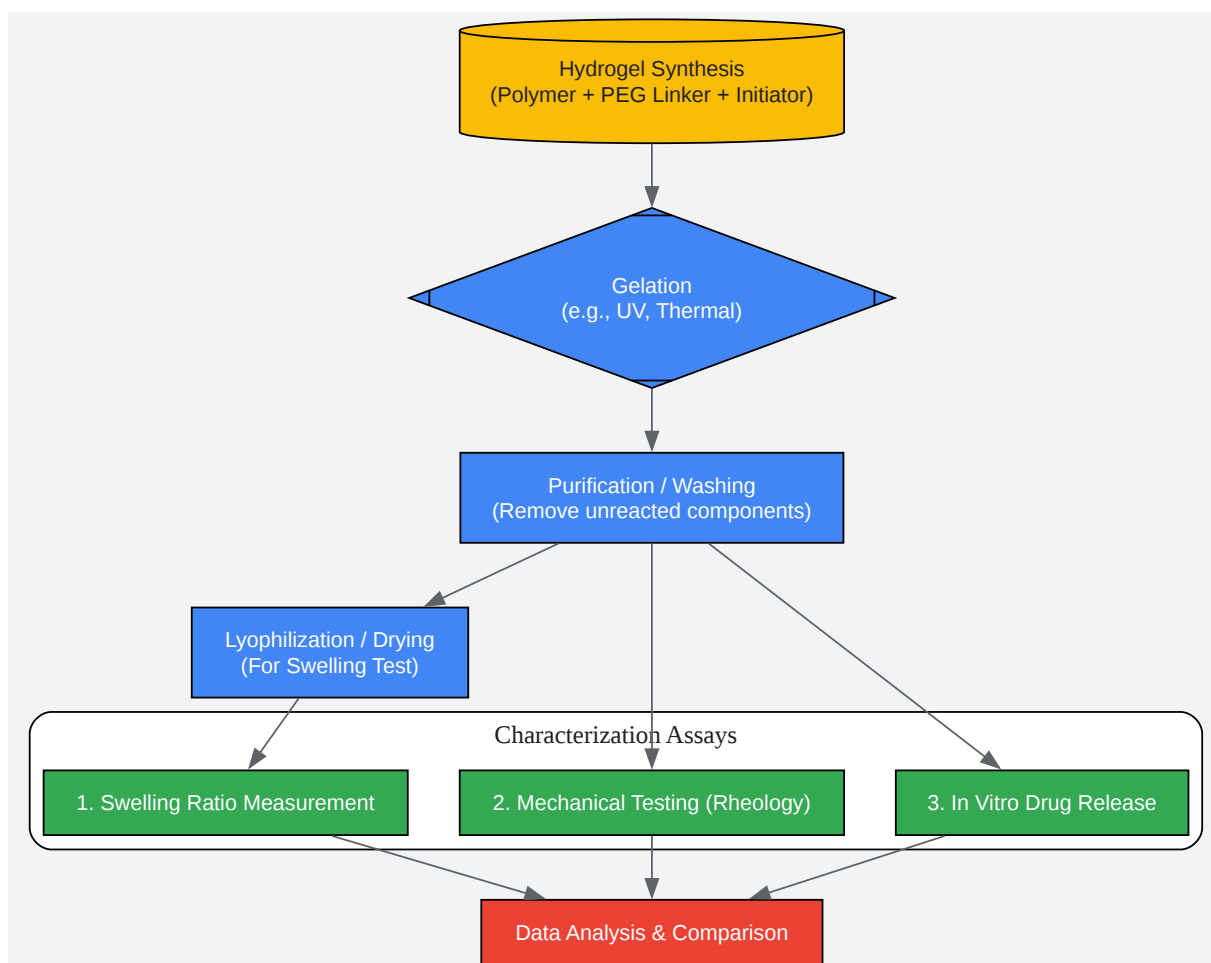 Hydrogel Synthesis
(Polymer + PEG Linker + Initiator)
Gelation
(e.g., UV, Thermal)
Purification / Washing
(Remove unreacted components)
Lyophilization / Drying
(For Swelling Test)
Characterization Assays
1. Swelling Ratio Measurement
2. Mechanical Testing (Rheology)
3. In Vitro Drug Release
Data Analysis & Comparison